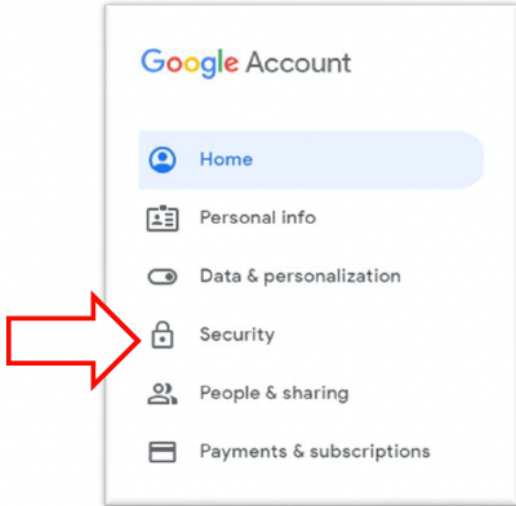 Google Account
Home
Personal info
Data & personalization
Security
People & sharing
Payments & subscriptions